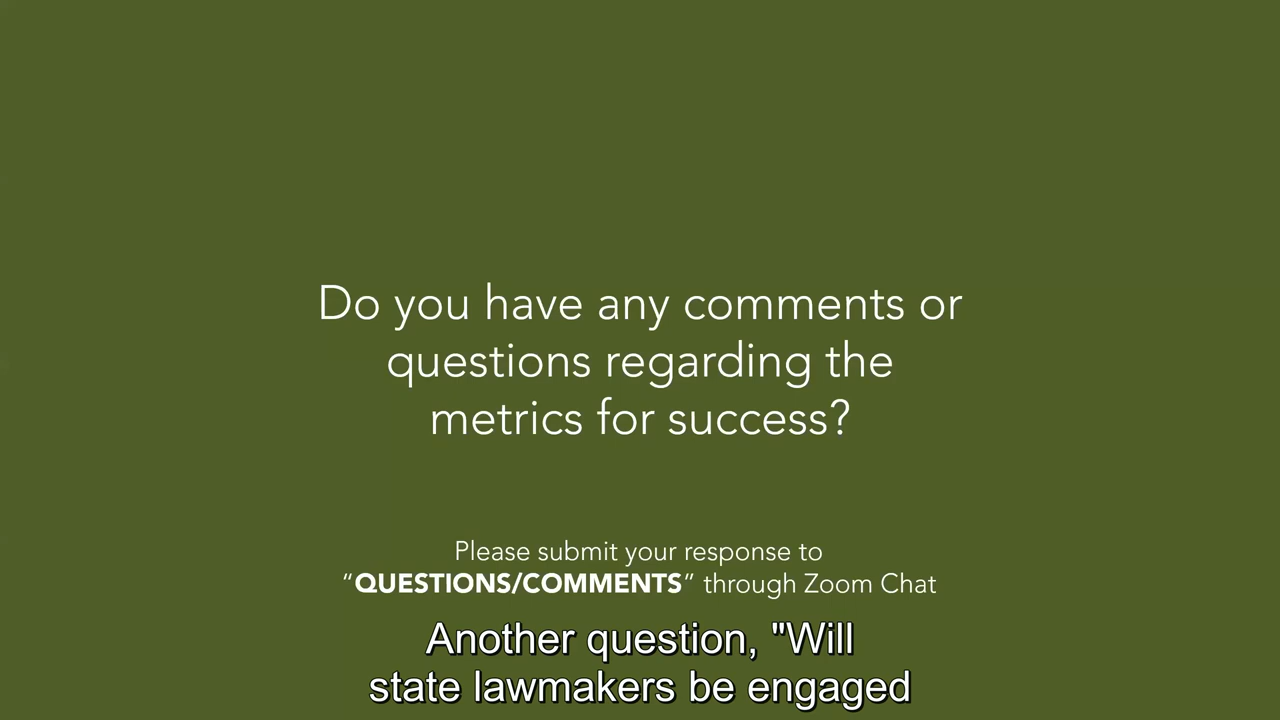 Do you have any comments or
questions regarding the
metrics for success?
Please submit your response to
“QUESTIONS/COMMENTS” through Zoom Chat
Another question, "Will
state lawmakers be engaged